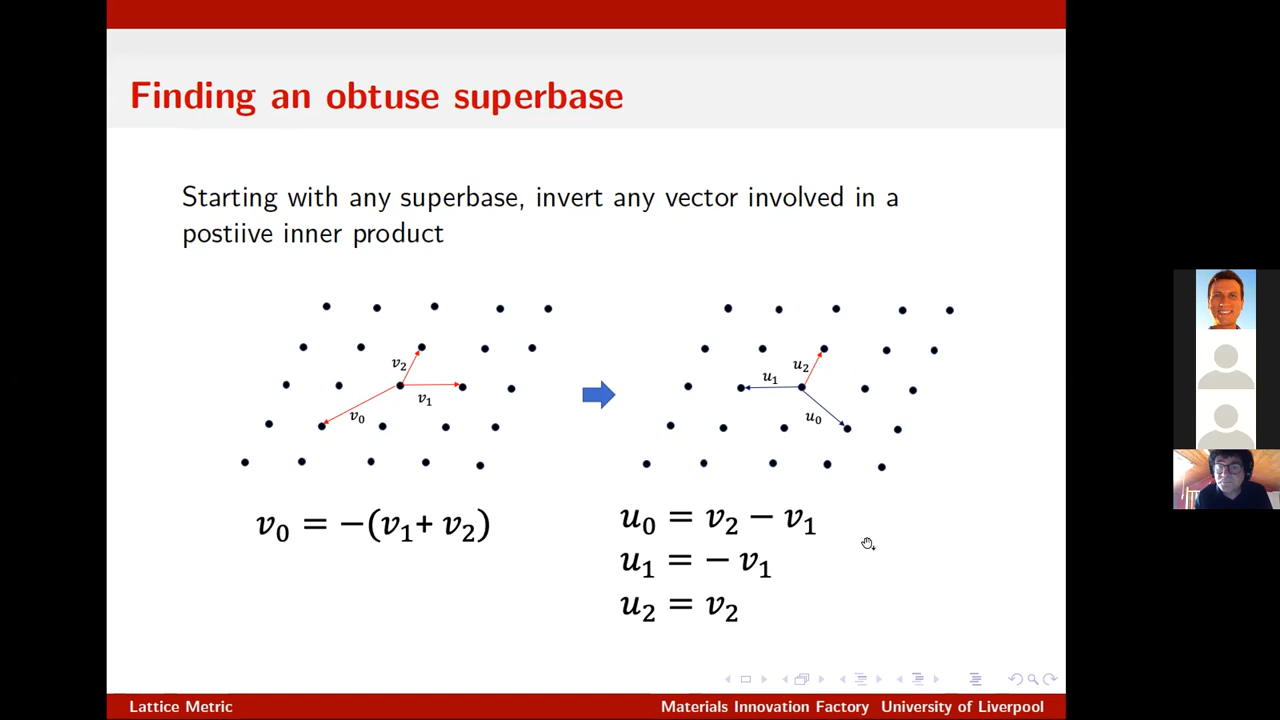 Finding an obtuse superbase
Starting with any superbase, invert any vector involved in a
postiive inner product
v₂
v₁
v₀
u₂
u₁
u₀
v₀ = −(v₁+ v₂)
u₀ = v₂ − v₁
u₁ = − v₁
u₂ = v₂
Lattice Metric
Materials Innovation Factory University of Liverpool